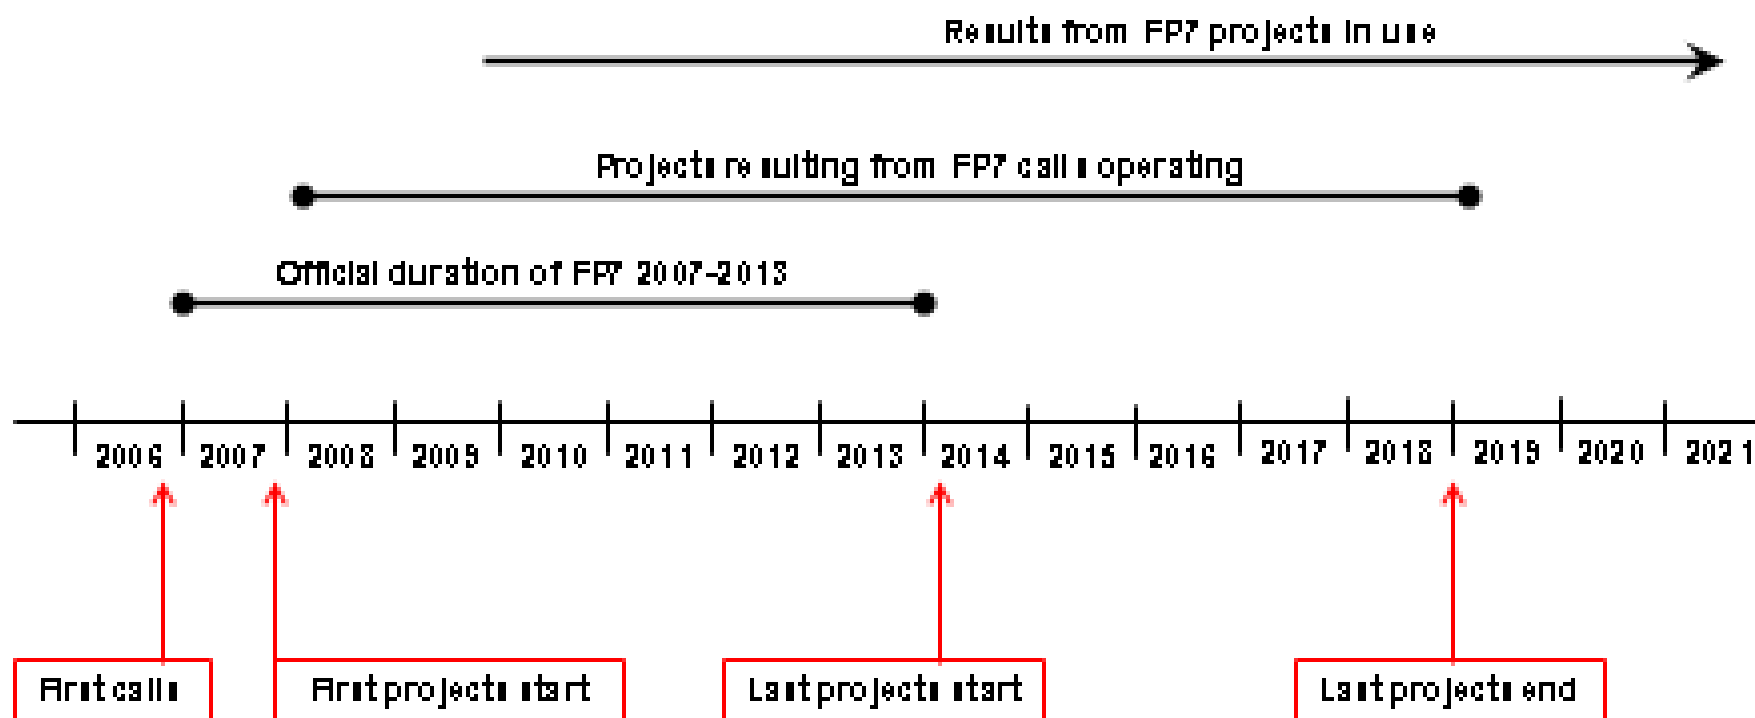 Results from FP7 projects in use
Projects resulting from FP7 calls operating
Official duration of FP7 2007-2013
2006 2007 2008 2009 2010 2011 2012 2013 2014 2015 2016 2017 2018 2019 2020 2021
First calls
First projects start
Last projects start
Last projects end